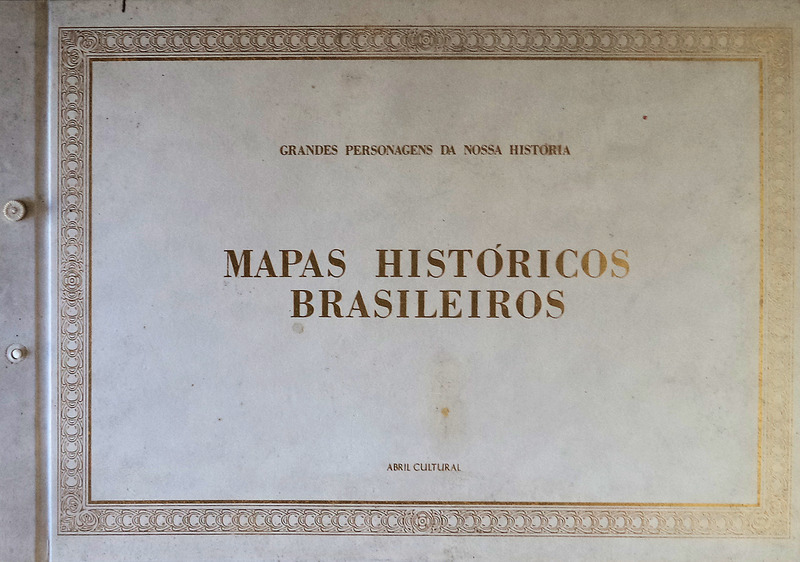 GRANDES PERSONAGENS DA NOSSA HISTÓRIA
MAPAS HISTÓRICOS
BRASILEIROS
ABRIL CULTURAL